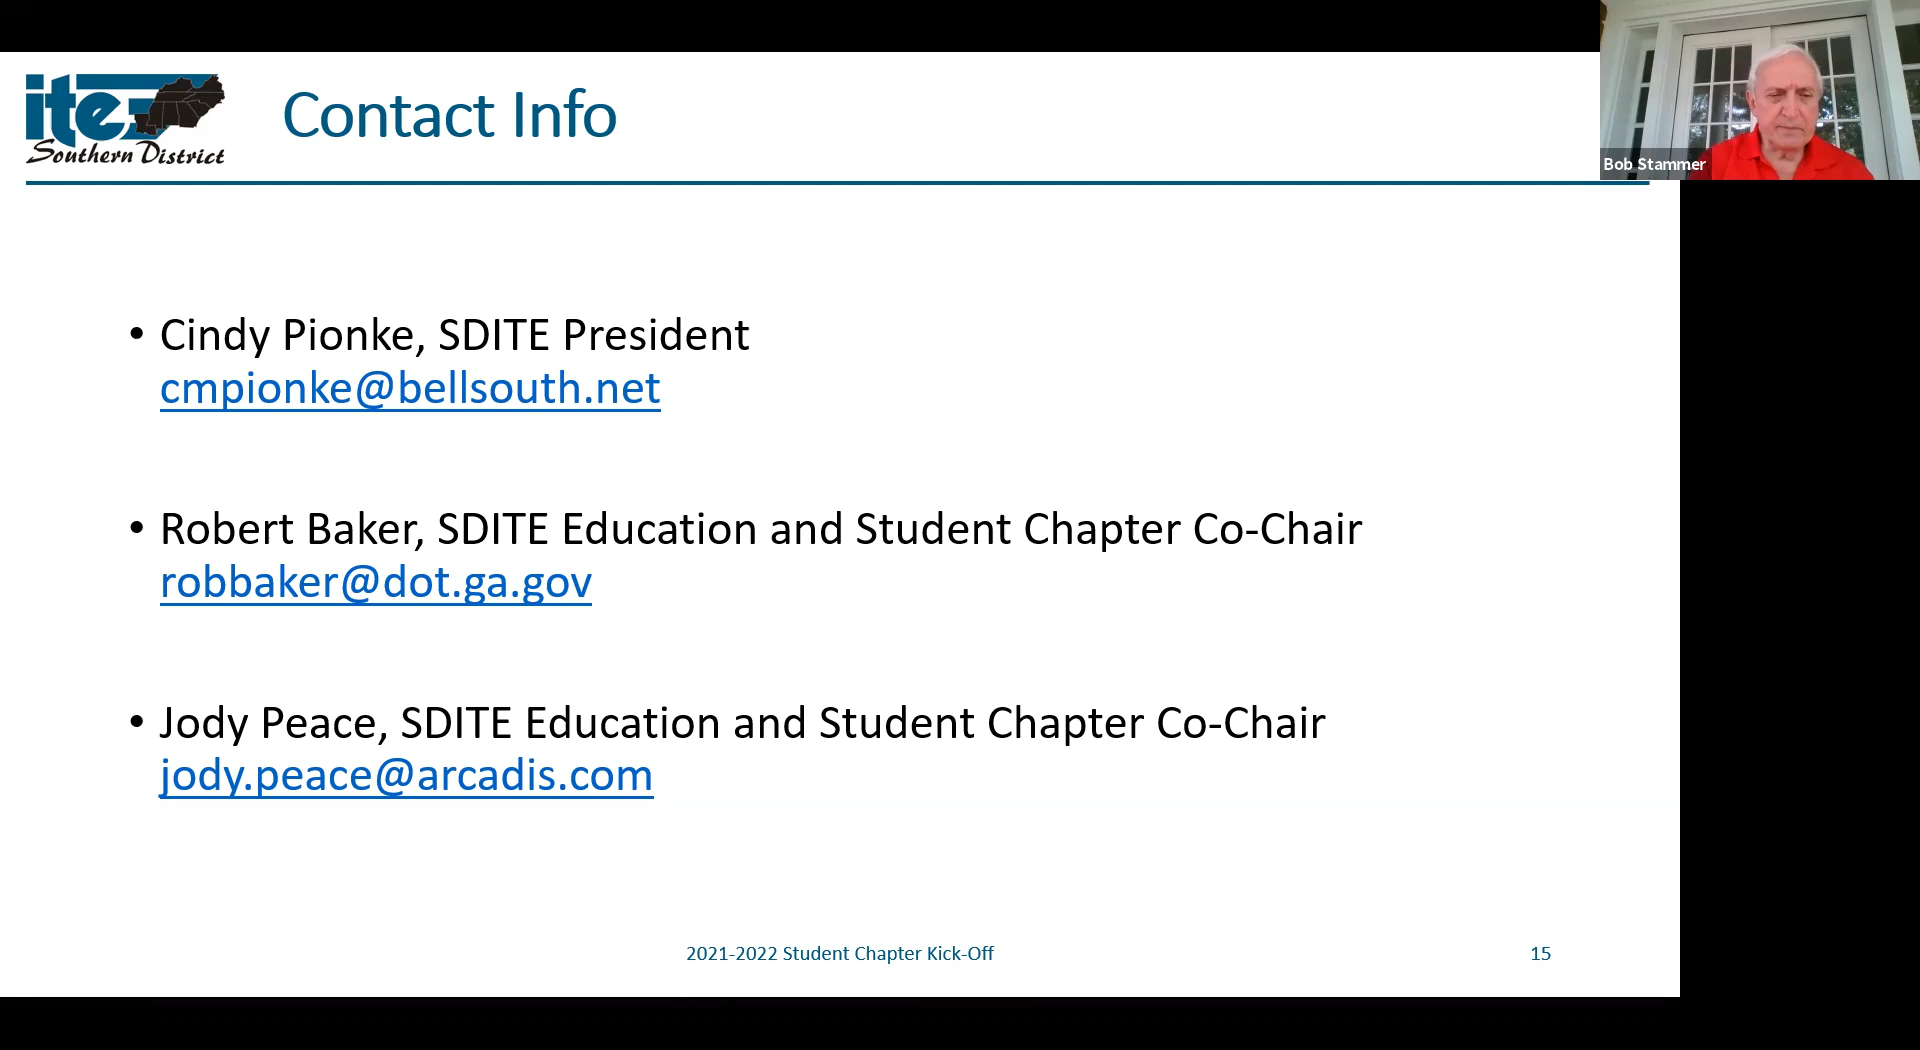 ite
Southern District
Contact Info
Bob Stammer
• Cindy Pionke, SDITE President
cmpionke@bellsouth.net
• Robert Baker, SDITE Education and Student Chapter Co-Chair
robbaker@dot.ga.gov
• Jody Peace, SDITE Education and Student Chapter Co-Chair
jody.peace@arcadis.com
2021-2022 Student Chapter Kick-Off
15